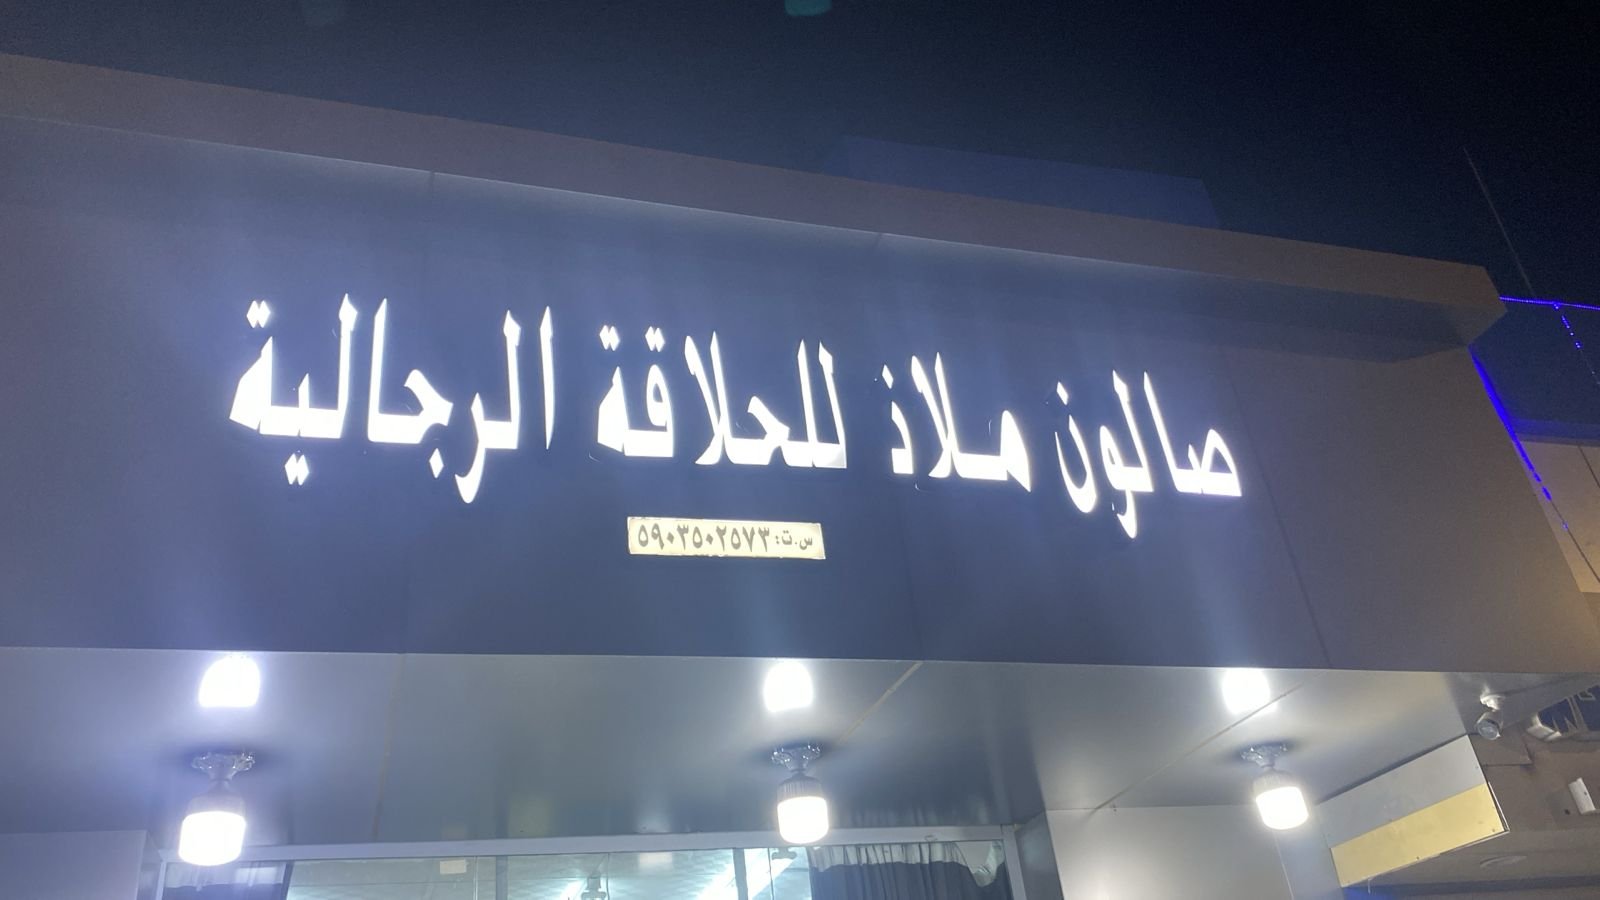 صالون ملاذ للحلاقة الرجالية
س.ت: ٥٩٠٣٥٠٢٥٧٣